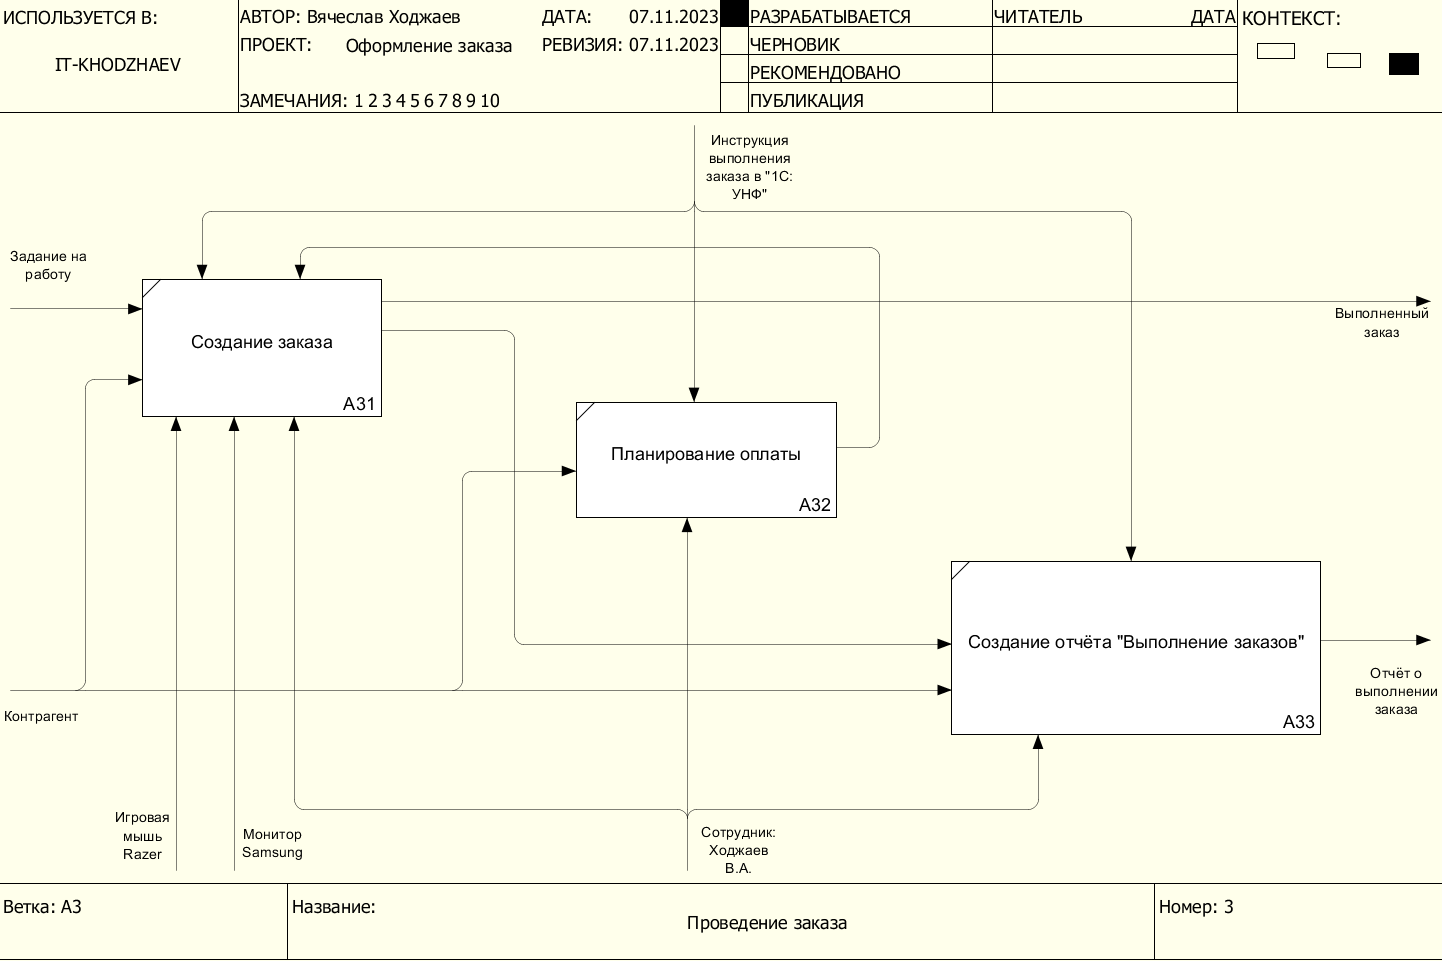 ИСПОЛЬЗУЕТСЯ В:
IT-KHODZHAEV
АВТОР: Вячеслав Ходжаев
ДАТА: 07.11.2023
ПРОЕКТ: Оформление заказа
РЕВИЗИЯ: 07.11.2023
ЗАМЕЧАНИЯ: 1 2 3 4 5 6 7 8 9 10
РАЗРАБАТЫВАЕТСЯ
ЧЕРНОВИК
РЕКОМЕНДОВАНО
ПУБЛИКАЦИЯ
ЧИТАТЕЛЬ
ДАТА
КОНТЕКСТ:
Инструкция
выполнения
заказа в "1С:
УНФ"
Задание на
работу
Создание заказа
A31
Выполненный
заказ
Планирование оплаты
A32
Создание отчёта "Выполнение заказов"
A33
Отчёт о
выполнении
заказа
Контрагент
Игровая
мышь
Razer
Монитор
Samsung
Сотрудник:
Ходжаев
В.А.
Ветка: A3
Название:
Проведение заказа
Номер: 3